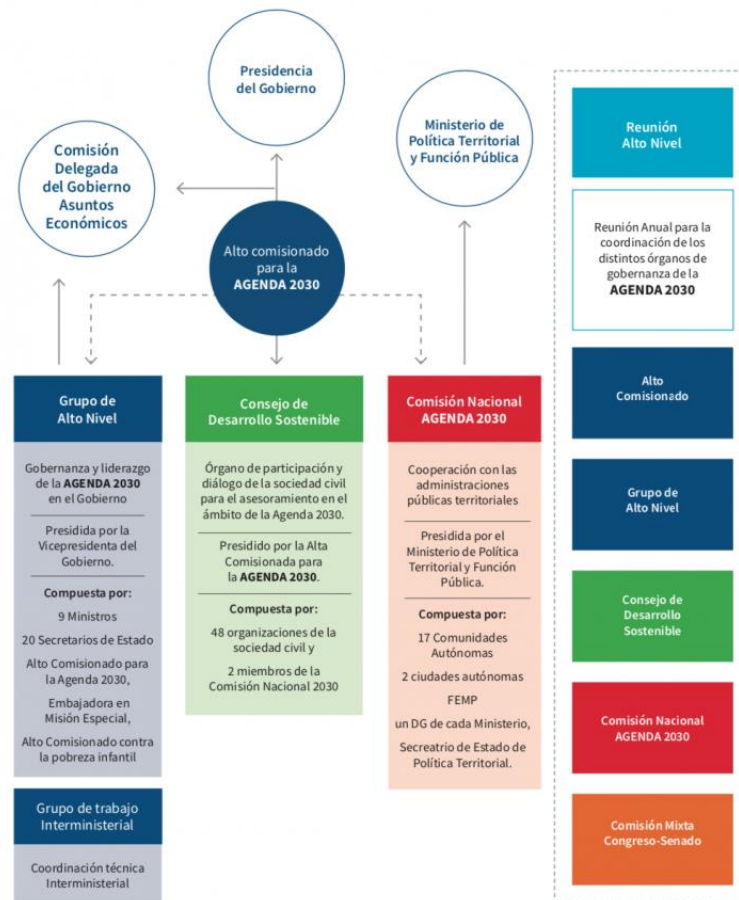 Presidencia
del Gobierno
Comisión
Delegada
del Gobierno
Asuntos
Económicos
Ministerio de
Política Territorial
y Función Pública
Alto comisionado
para la
AGENDA 2030
Grupo de
Alto Nivel
Gobernanza y liderazgo
de la AGENDA 2030
en el Gobierno
Presidida por la
Vicepresidenta del
Gobierno.
Compuesta por:
9 Ministros
20 Secretarios de Estado
Alto Comisionado para
la Agenda 2030,
Embajadora en
Misión Especial,
Alto Comisionado contra
la pobreza infantil
Grupo de trabajo
Interministerial
Coordinación técnica
Interministerial
Consejo de
Desarrollo Sostenible
Órgano de participación y
diálogo de la sociedad civil
para el asesoramiento en el
ámbito de la Agenda 2030.
Presidido por la Alta
Comisionada para
la AGENDA 2030.
Compuesta por:
48 organizaciones de la
sociedad civil y
2 miembros de la
Comisión Nacional 2030
Comisión Nacional
AGENDA 2030
Cooperación con las
administraciones
públicas territoriales
Presidida por el
Ministerio de Política
Territorial y Función
Pública.
Compuesta por:
17 Comunidades
Autónomas
2 ciudades autónomas
FEMP
un DG de cada Ministerio,
Secreatrio de Estado de
Política Territorial.
Reunión
Alto Nivel
Reunión Anual para la
coordinación de los
distintos órganos de
gobernanza de la
AGENDA 2030
Alto
Comisionado
Grupo de
Alto Nivel
Consejo de
Desarrollo
Sostenible
Comisión Nacional
AGENDA 2030
Comisión Mixta
Congreso-Senado